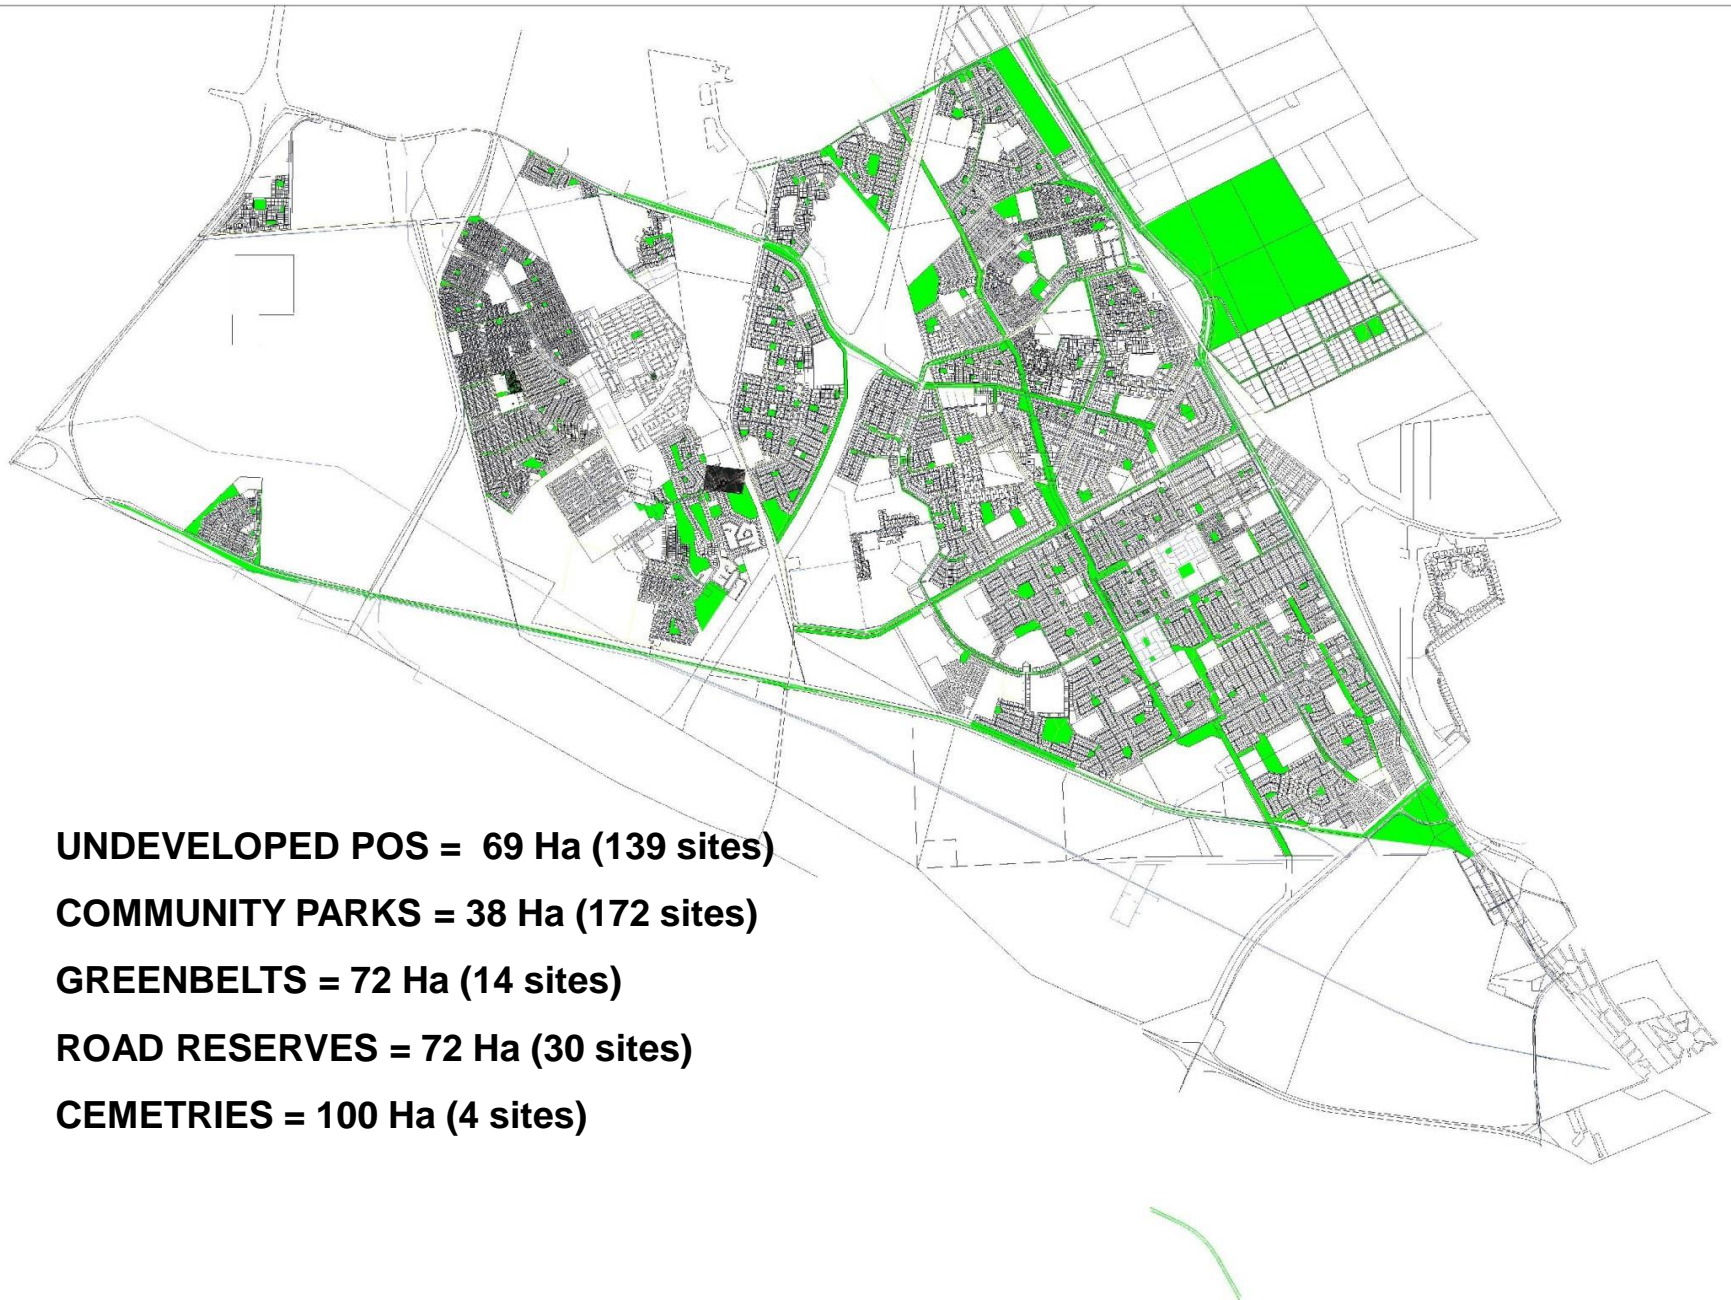 UNDEVELOPED POS = 69 Ha (139 sites)
COMMUNITY PARKS = 38 Ha (172 sites)
GREENBELTS = 72 Ha (14 sites)
ROAD RESERVES = 72 Ha (30 sites)
CEMETRIES = 100 Ha (4 sites)